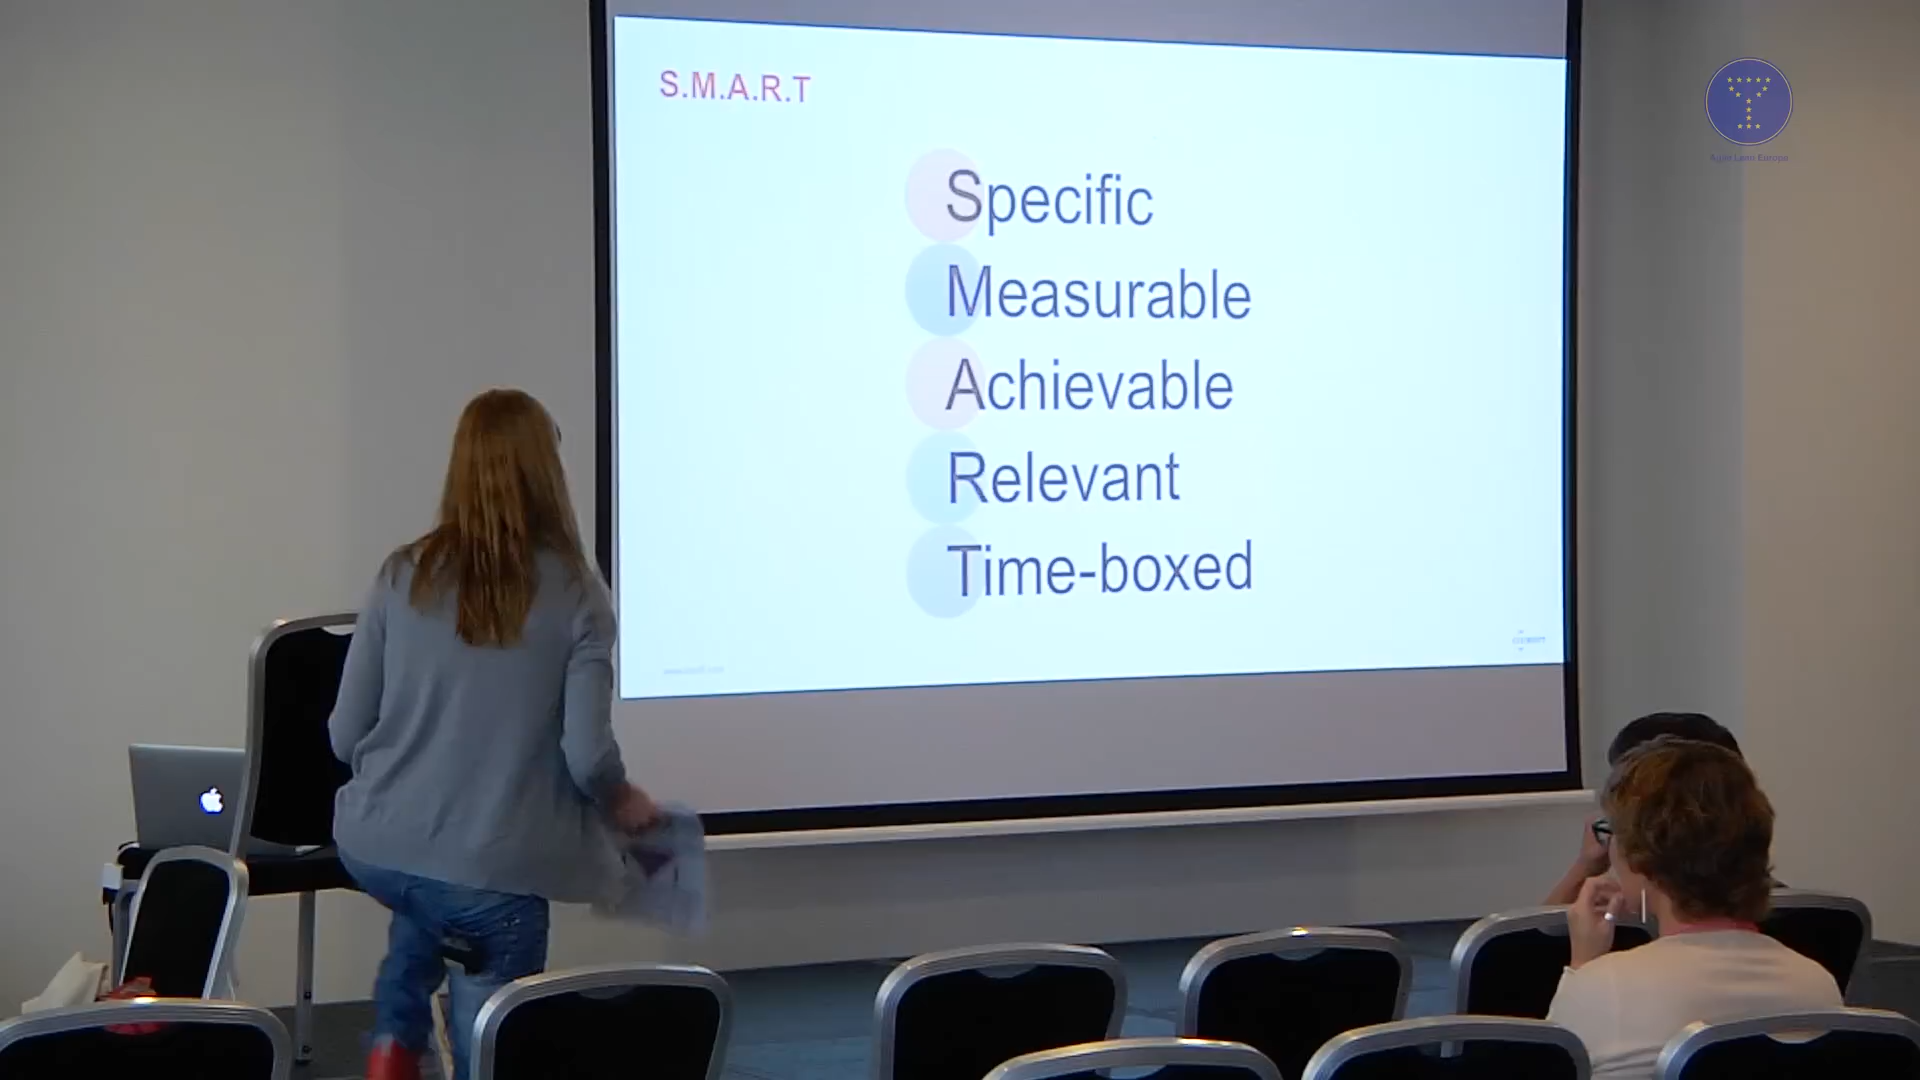 S.M.A.R.T
Specific
Measurable
Achievable
Relevant
Time-boxed